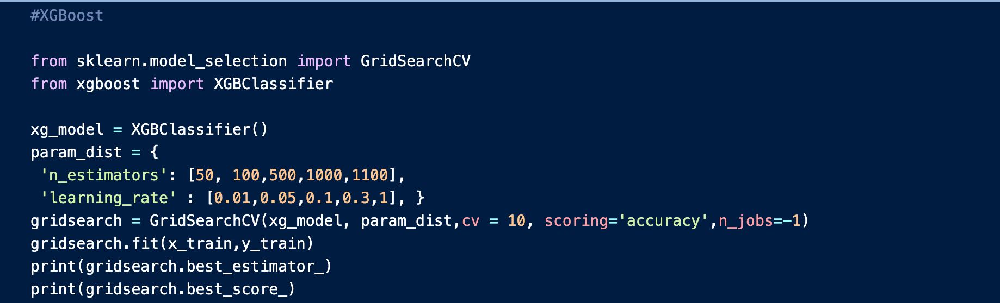 #XGBoost
from sklearn.model_selection import GridSearchCV
from xgboost import XGBClassifier
xg_model = XGBClassifier()
param_dist = {
 'n_estimators': [50, 100,500,1000,1100],
 'learning_rate' : [0.01,0.05,0.1,0.3,1], }
gridsearch = GridSearchCV(xg_model, param_dist,cv = 10, scoring='accuracy',n_jobs=-1)
gridsearch.fit(x_train,y_train)
print(gridsearch.best_estimator_)
print(gridsearch.best_score_)